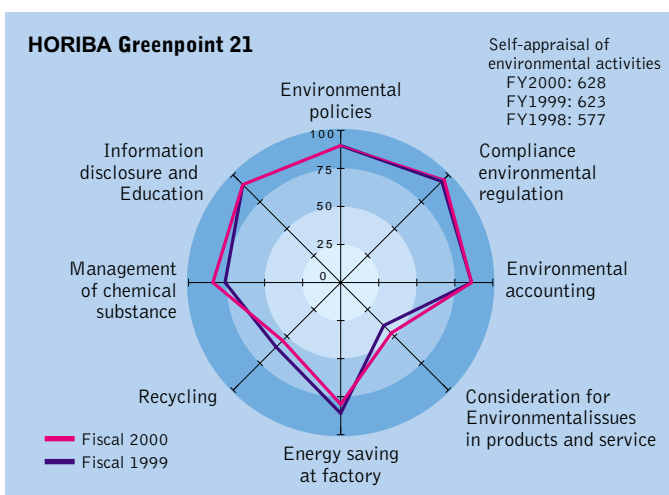 HORIBA Greenpoint 21
Self-appraisal of
environmental activities
FY2000: 628
FY1999: 623
FY1998: 577
Environmental
policies
100
75
50
25
0
Compliance
environmental
regulation
Environmental
accounting
Consideration for
Environmentalissues
in products and service
Energy saving
at factory
Recycling
Management
of chemical
substance
Information
disclosure and
Education
Fiscal 2000
Fiscal 1999